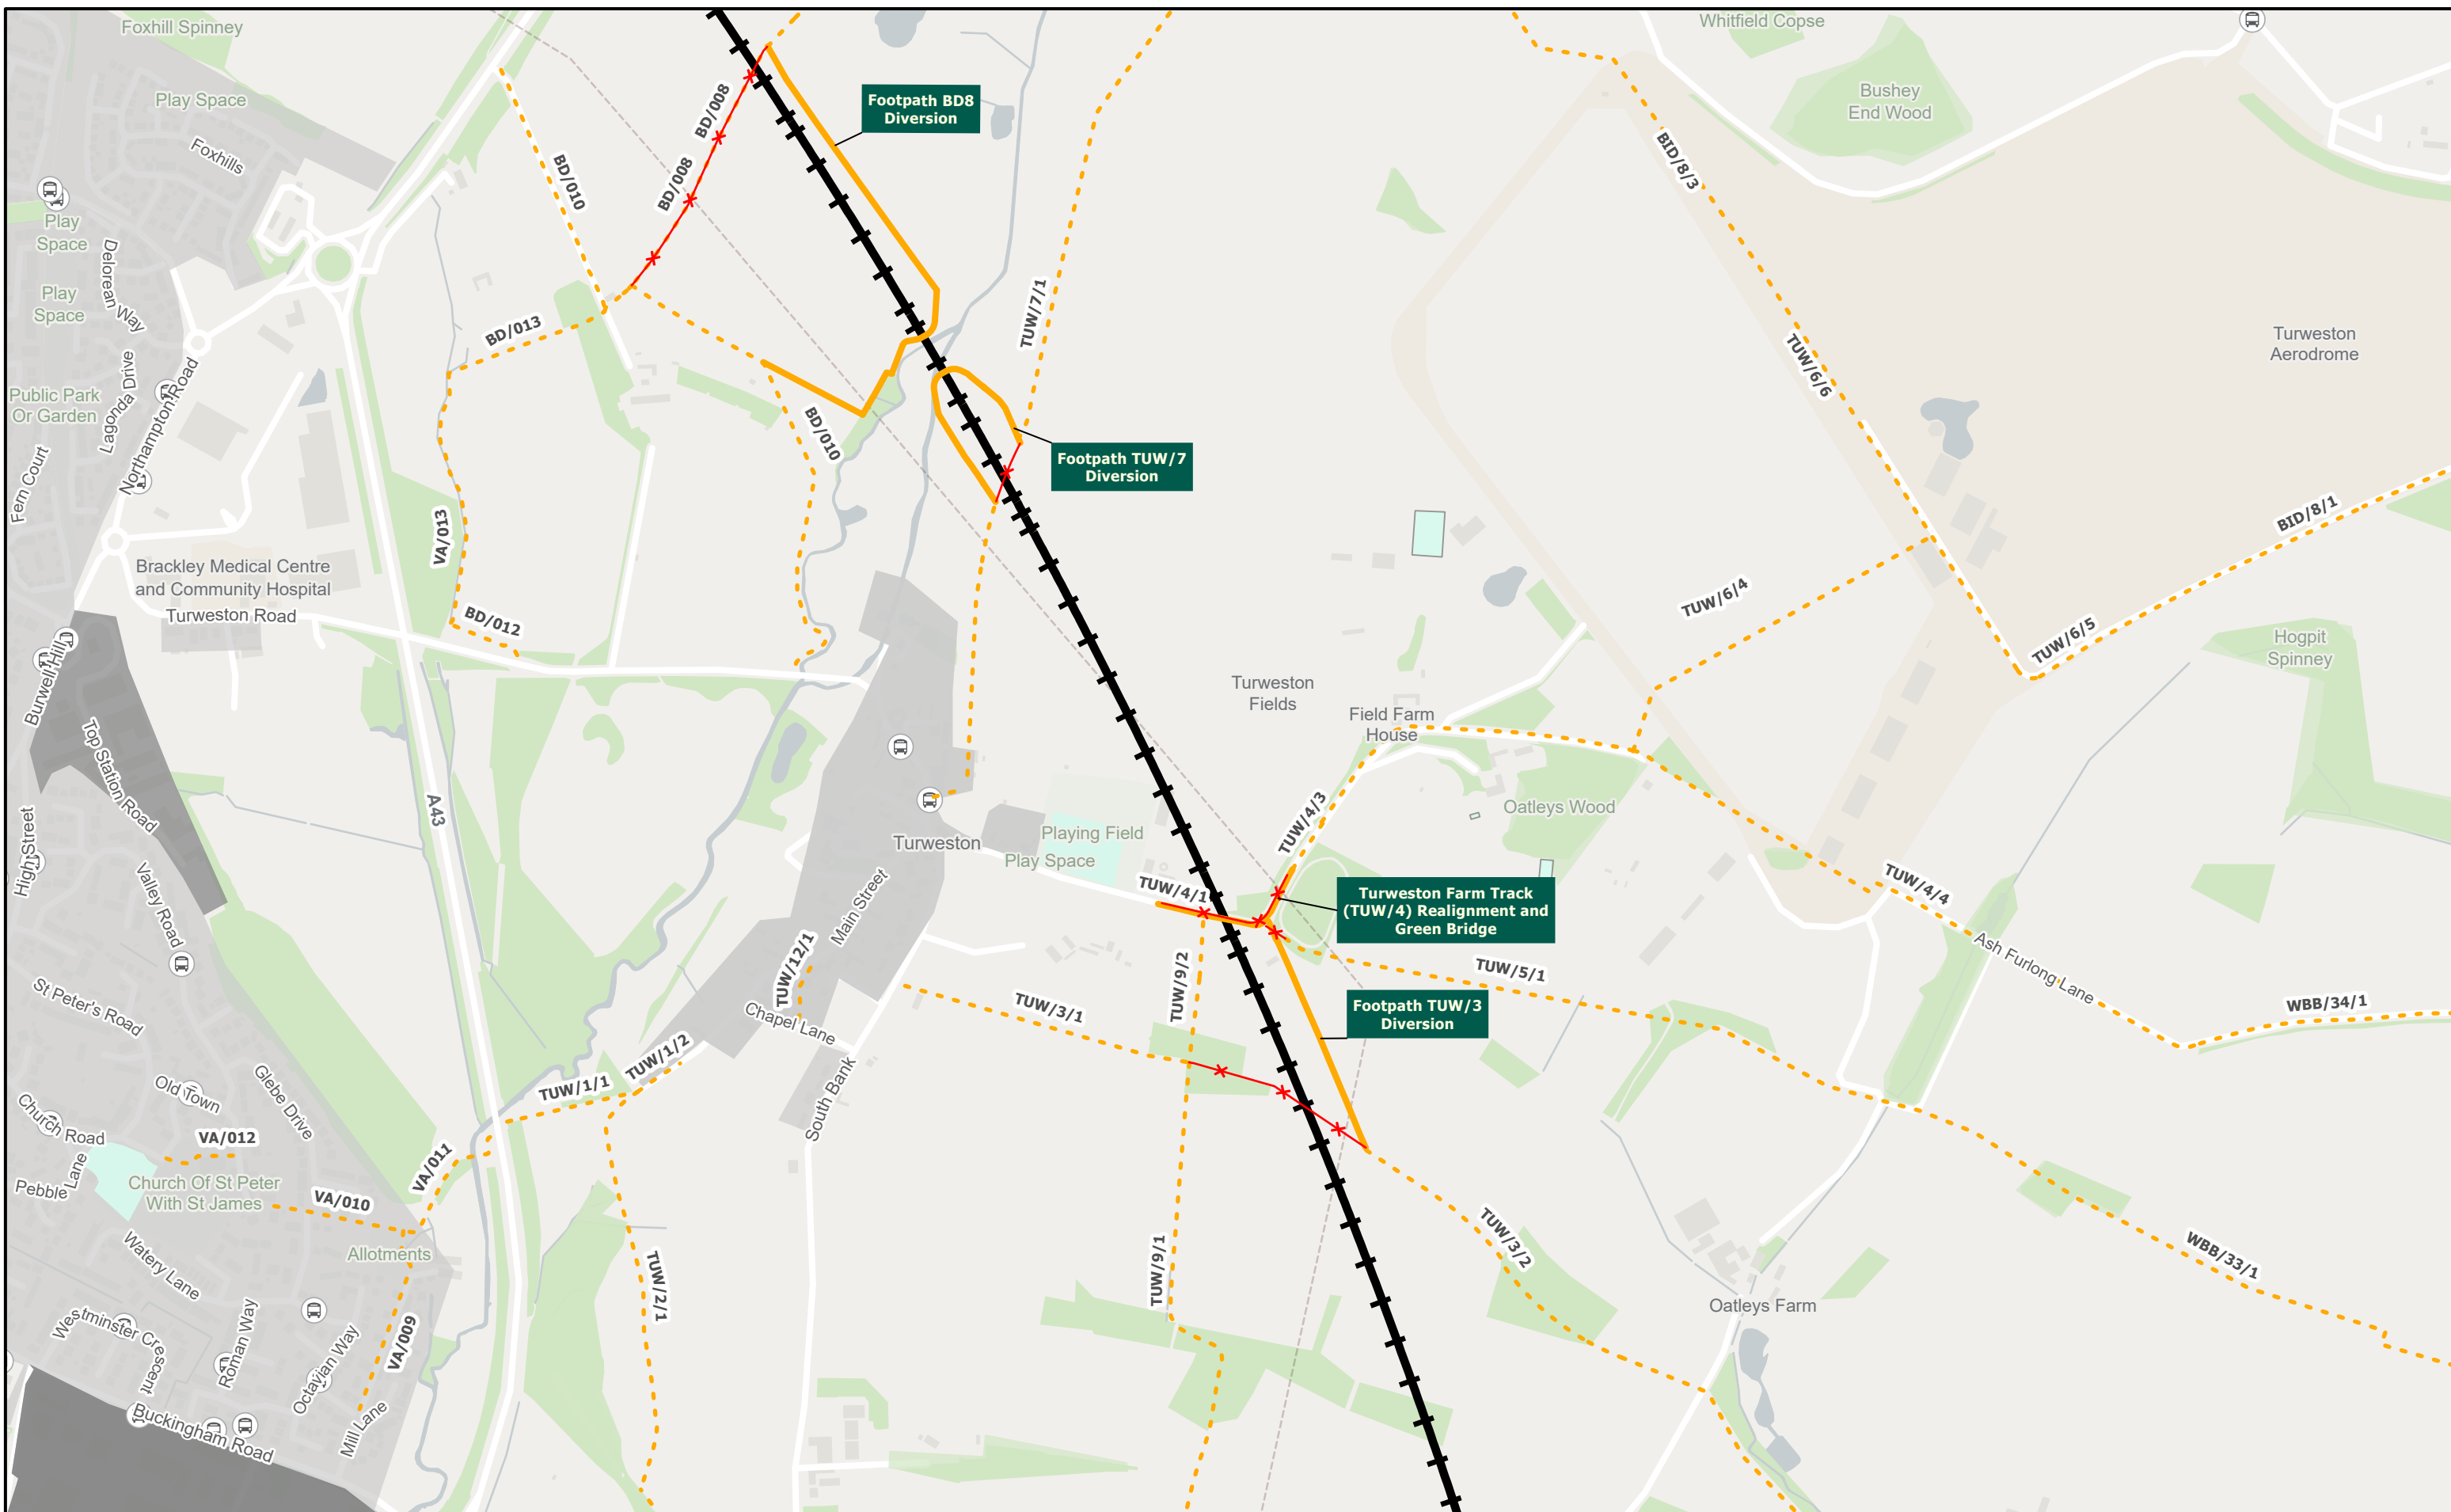 Foxhill Spinney
Whitfield Copse
Play Space
Bushey
End Wood
Footpath BD8
Diversion
BD/008
Foxhills
BD/010
BD/008
BID/8/3
Play
Space
Delorean Way
Play
Space
TUW/7/1
BD/013
TUW/6/6
Turweston
Aerodrome
Public Park
Or Garden
Lagonda Drive
Northampton Road
BD/010
Footpath TUW/7
Diversion
Fern Court
VA/013
BID/8/1
Brackley Medical Centre
and Community Hospital
Turweston Road
BD/012
TUW/6/4
TUW/6/5
Hogpit
Spinney
Burwell Hill
Turweston
Fields
Field Farm
House
Top Station Road
A43
High Street
Oatleys Wood
TUW/4/3
Turweston
Playing Field
Play Space
Valley Road
Main Street
TUW/4/1
Turweston Farm Track
(TUW/4) Realignment and
Green Bridge
TUW/4/4
Ash Furlong Lane
TUW/12/1
TUW/9/2
TUW/5/1
St Peter's Road
Chapel Lane
TUW/3/1
Footpath TUW/3
Diversion
WBB/34/1
TUW/1/2
TUW/1/1
Old Town
Glebe Drive
South Bank
Church Road
VA/012
VA/011
Pebble Lane
Church Of St Peter
With St James
VA/010
Watery Lane
Allotments
TUW/2/1
TUW/9/1
TUW/3/2
WBB/33/1
Oatleys Farm
Westminster Crescent
Roman Way
Octavian Way
VA/009
Mill Lane
Buckingham Road